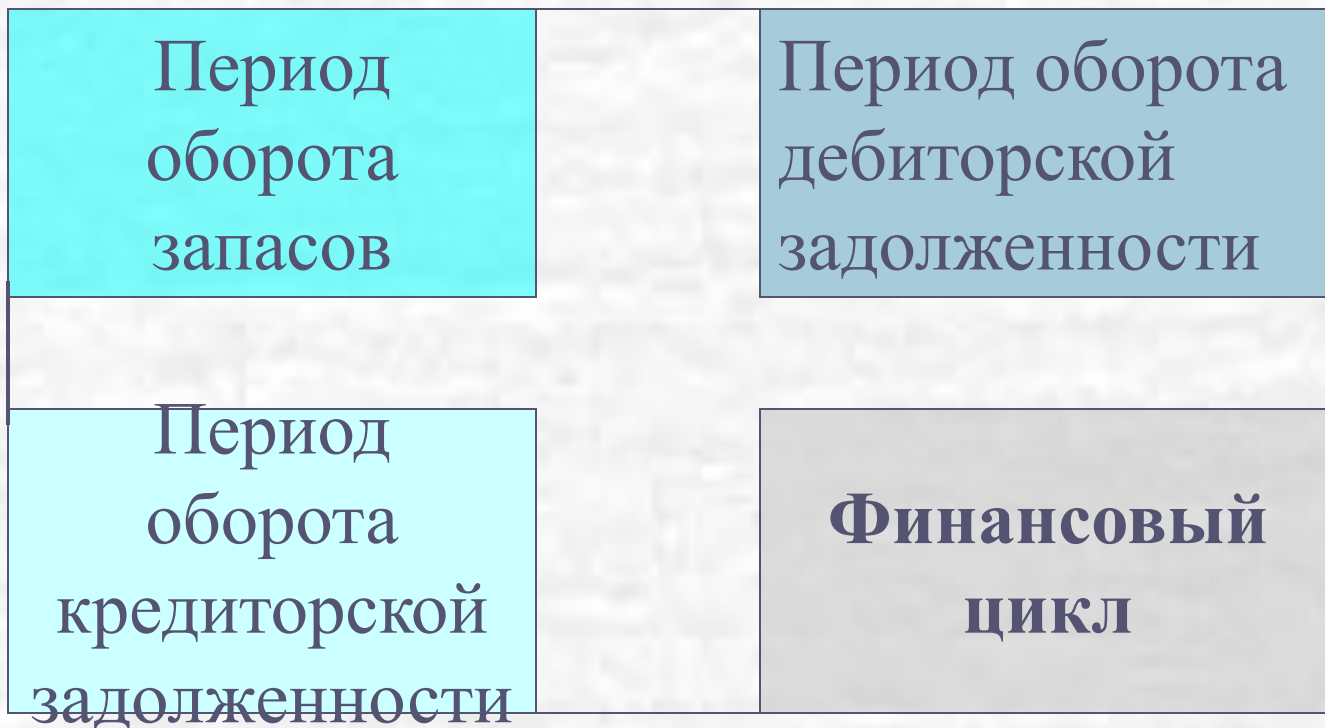 Период
оборота
запасов
Период оборота
дебиторской
задолженности
Период
оборота
кредиторской
задолженности
Финансовый
цикл